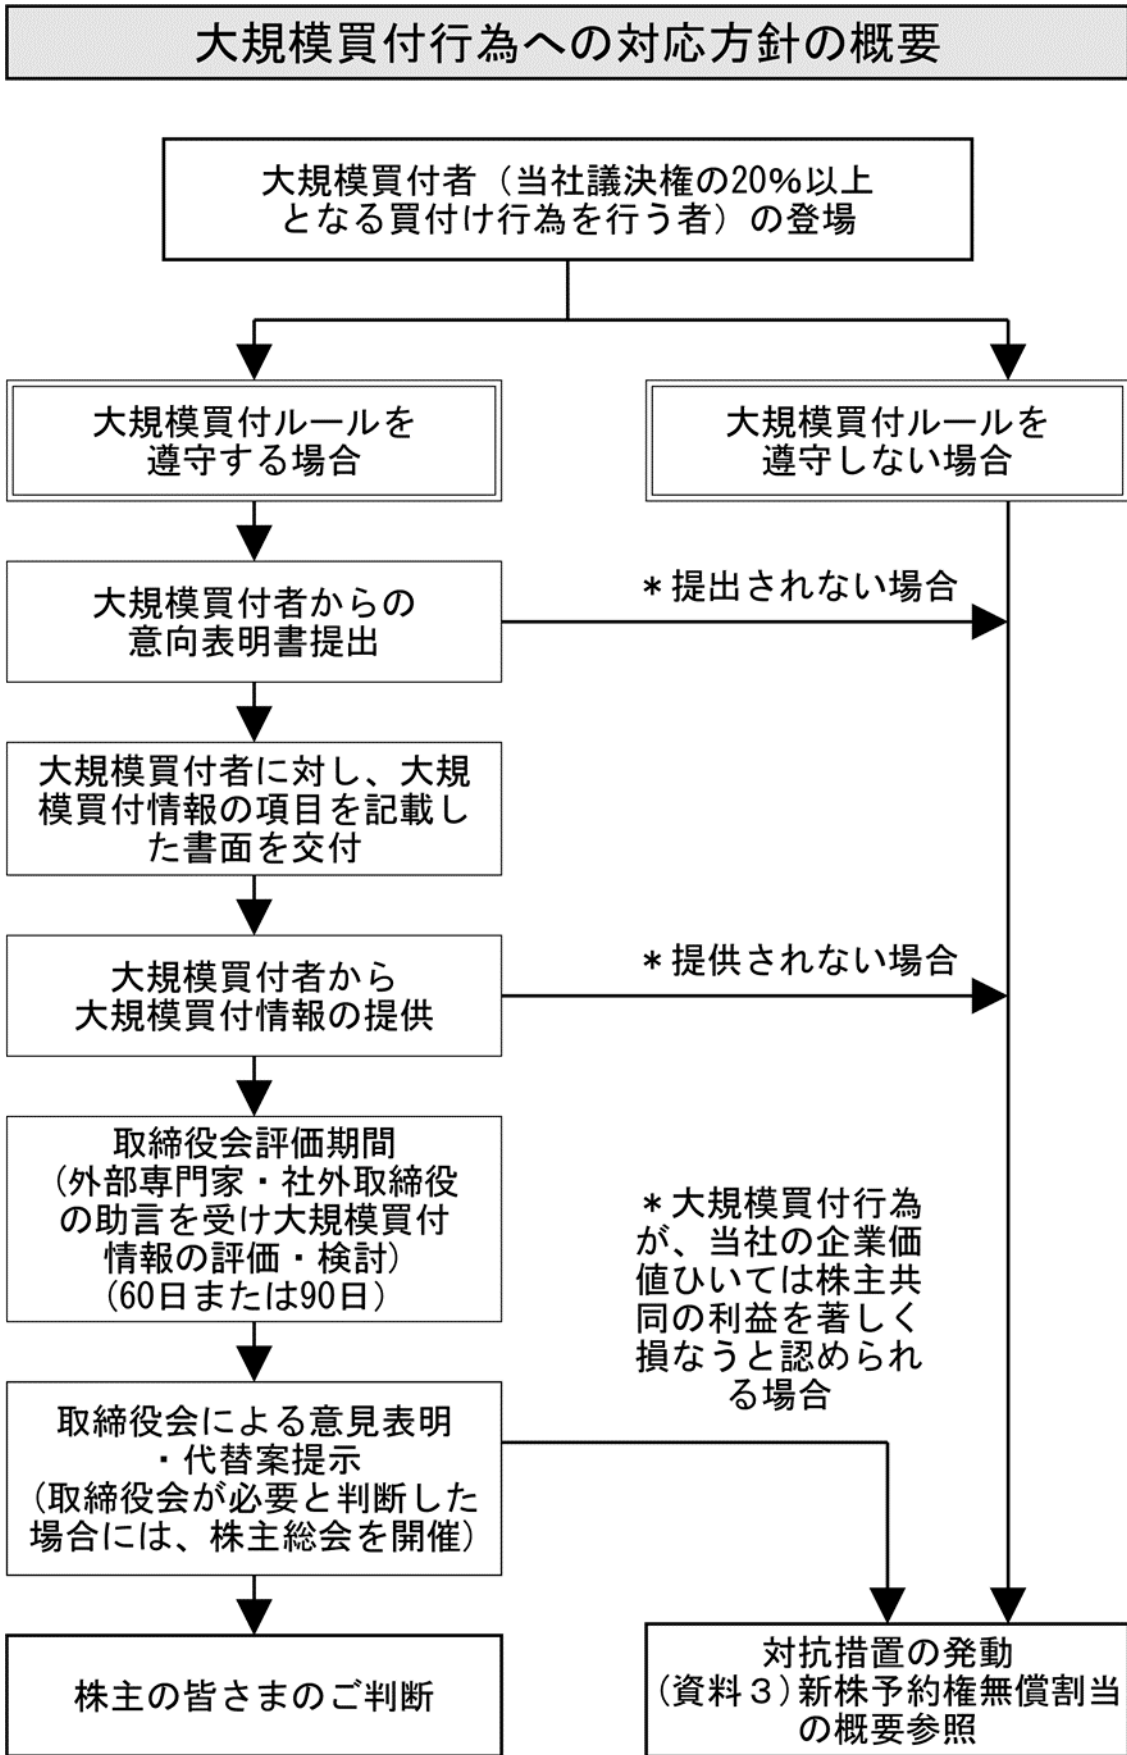 大規模買付行為への対応方針の概要
大規模買付者（当社議決権の20％以上
となる買付け行為を行う者）の登場
大規模買付ルールを
遵守する場合
大規模買付ルールを
遵守しない場合
大規模買付者からの
意向表明書提出
＊提出されない場合
大規模買付者に対し、大規
模買付情報の項目を記載し
た書面を交付
大規模買付者から
大規模買付情報の提供
＊提供されない場合
取締役会評価期間
（外部専門家・社外取締役
の助言を受け大規模買付
情報の評価・検討）
（60日または90日）
＊大規模買付行為
が、当社の企業価
値ひいては株主共
同の利益を著しく
損なうと認められ
る場合
取締役会による意見表明
・代替案提示
（取締役会が必要と判断した
場合には、株主総会を開催）
株主の皆さまのご判断
対抗措置の発動
（資料３）新株予約権無償割当
の概要参照